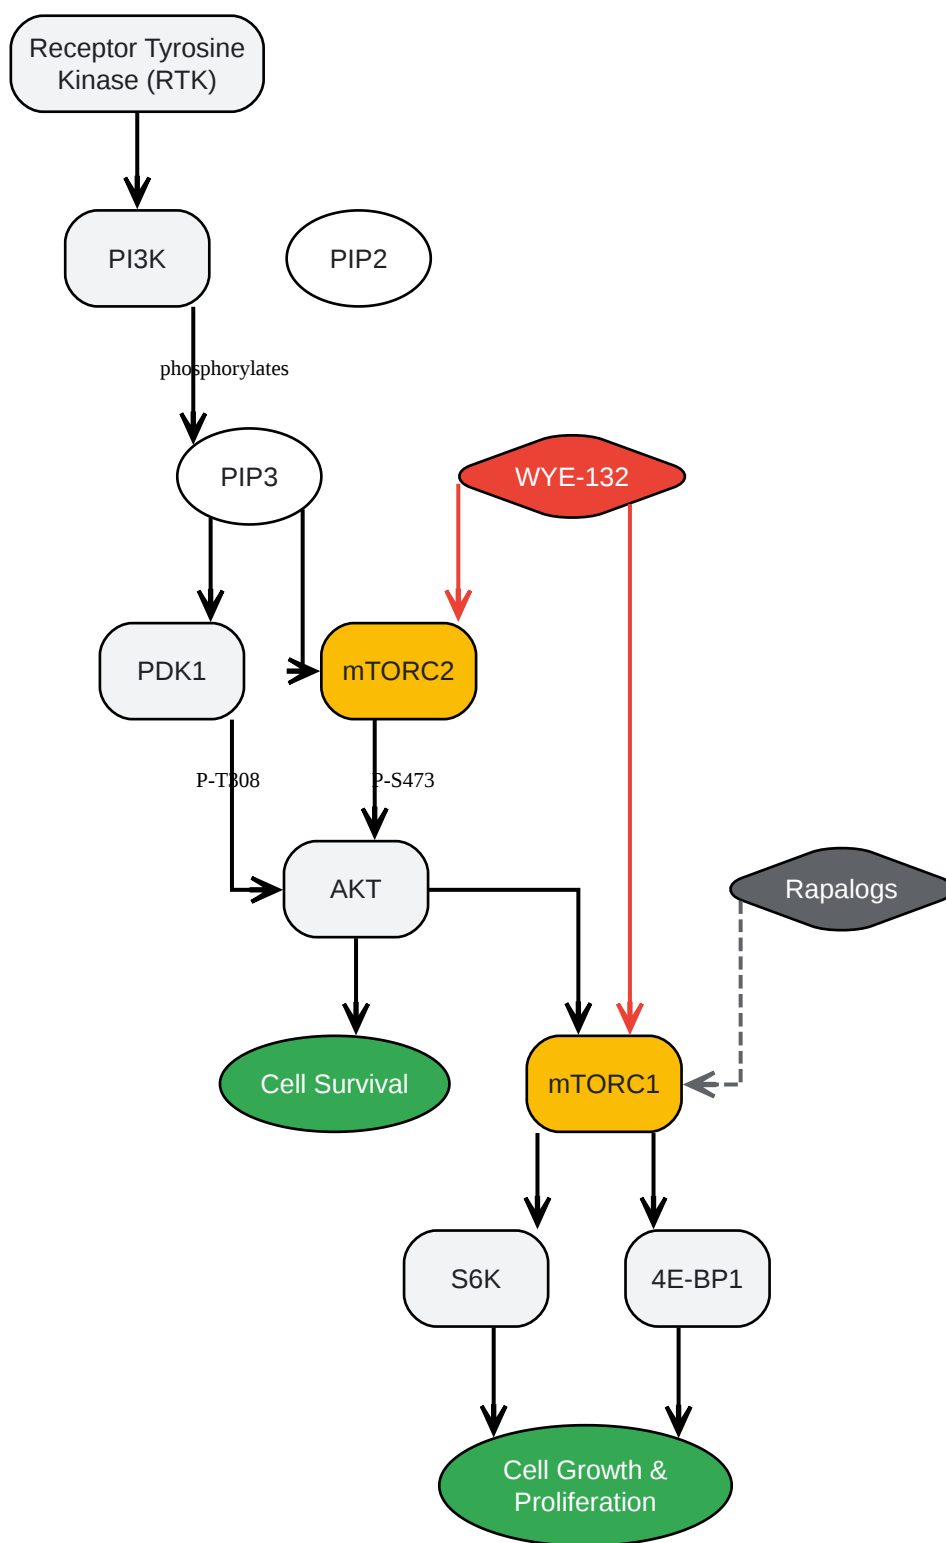 Receptor Tyrosine
Kinase (RTK)
PI3K
PIP2
phosphorylates
PIP3
WYE-132
PDK1
mTORC2
P-T308
P-S473
AKT
Rapalogs
Cell Survival
mTORC1
S6K
4E-BP1
Cell Growth &
Proliferation